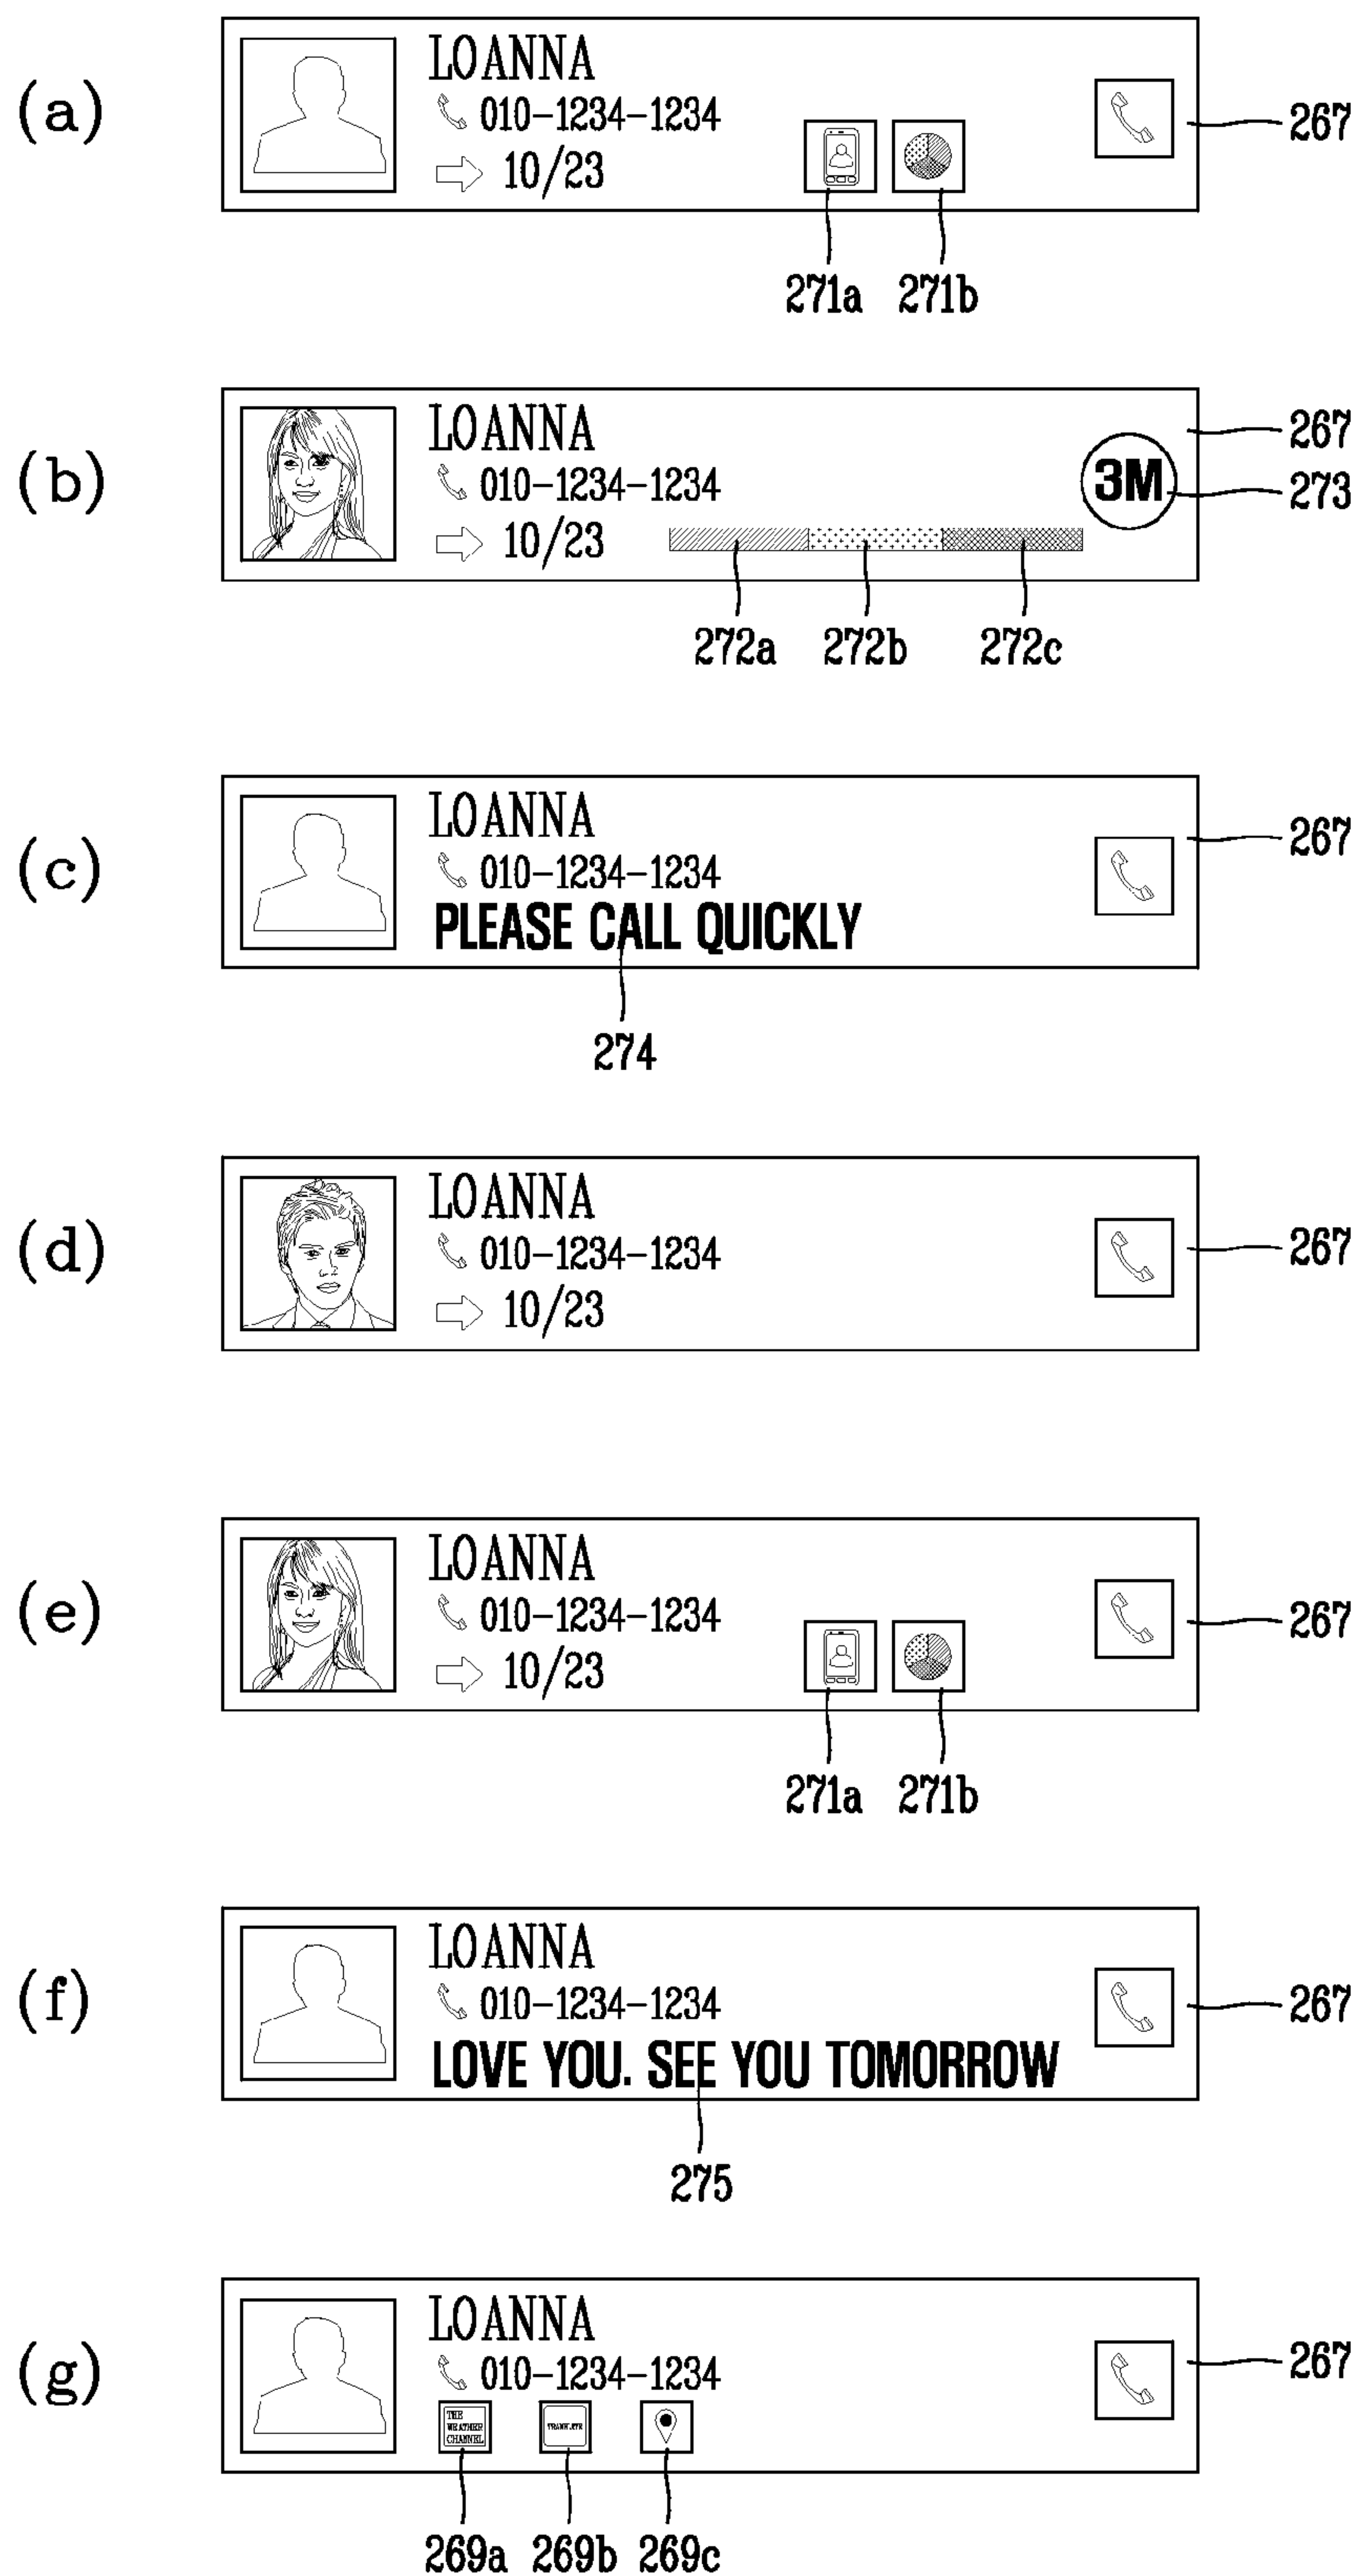 (a)
LOANNA
010-1234-1234
10/23
267
271a 271b
(b)
LOANNA
010-1234-1234
10/23
3M
267
273
272a 272b 272c
(c)
LOANNA
010-1234-1234
PLEASE CALL QUICKLY
267
274
(d)
LOANNA
010-1234-1234
10/23
267
(e)
LOANNA
010-1234-1234
10/23
267
271a 271b
(f)
LOANNA
010-1234-1234
LOVE YOU. SEE YOU TOMORROW
267
275
(g)
LOANNA
010-1234-1234
THE
WEATHER
CHANNEL
267
269a 269b 269c